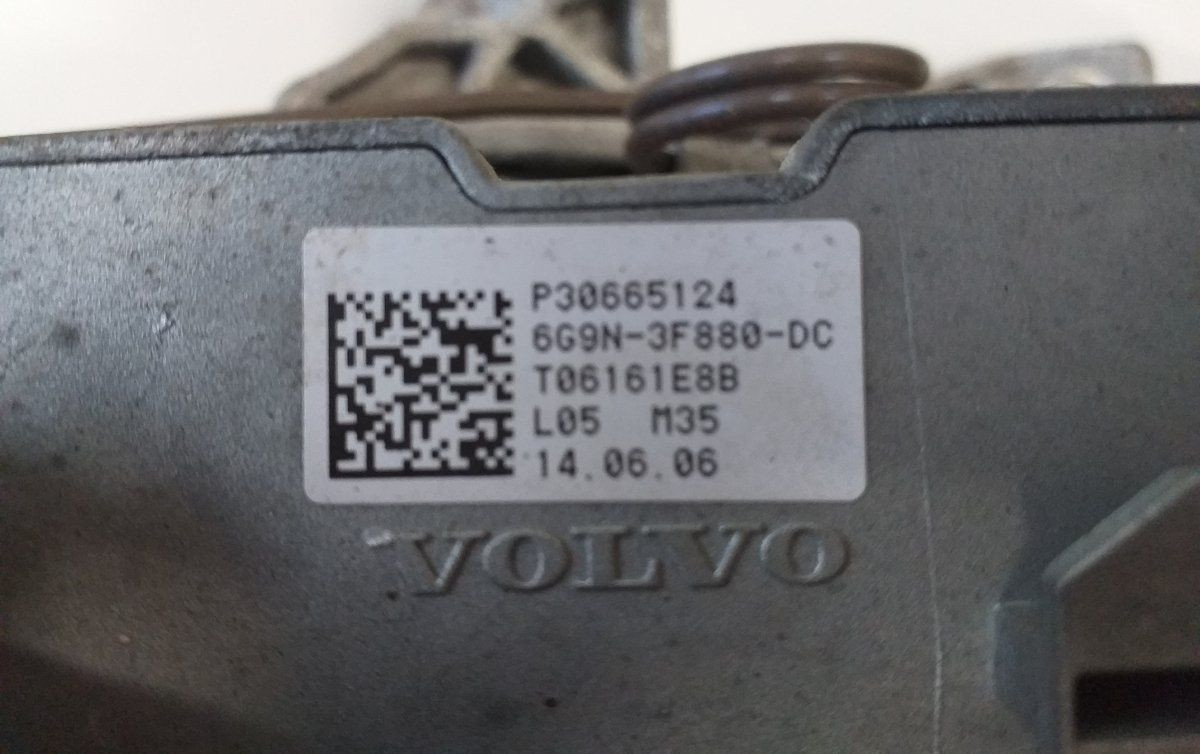 P30665124
6G9N-3F880-DC
T06161E8B
L05 M35
14.06.06
VOLVO